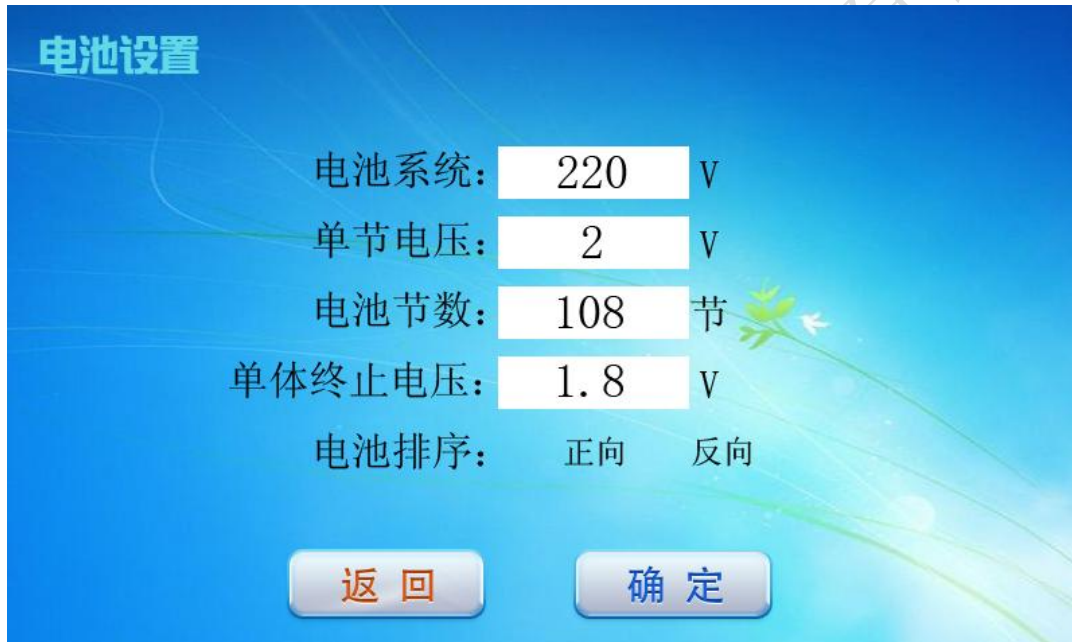 电池设置
电池系统: 220 V
单节电压: 2 V
电池节数: 108 节
单体终止电压: 1.8 V
电池排序: 正向 反向
返回 确定